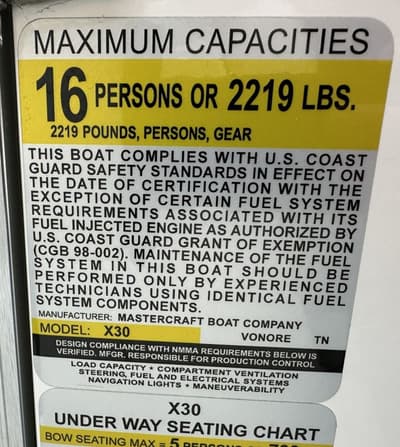 MAXIMUM CAPACITIES
16 PERSONS OR 2219 LBS.
2219 POUNDS, PERSONS, GEAR
THIS BOAT COMPLIES WITH U.S. COAST
GUARD SAFETY STANDARDS IN EFFECT ON
THE DATE OF CERTIFICATION WITH THE
EXCEPTION OF CERTAIN FUEL SYSTEM
REQUIREMENTS ASSOCIATED WITH ITS
FUEL INJECTED ENGINE AS AUTHORIZED BY
U.S. COAST GUARD GRANT OF EXEMPTION
(CGB 98-002). MAINTENANCE OF THE FUEL
SYSTEM IN THIS BOAT SHOULD BE
PERFORMED ONLY BY EXPERIENCED
TECHNICIANS USING IDENTICAL FUEL
SYSTEM COMPONENTS.
MANUFACTURER: MASTERCRAFT BOAT COMPANY
MODEL: X30 VONORE TN
DESIGN COMPLIANCE WITH NMMA REQUIREMENTS BELOW IS
VERIFIED. MFGR. RESPONSIBLE FOR PRODUCTION CONTROL
LOAD CAPACITY • COMPARTMENT VENTILATION
STEERING, FUEL AND ELECTRICAL SYSTEMS
NAVIGATION LIGHTS • MANEUVERABILITY
X30
UNDER WAY SEATING CHART
BOW SEATING MAX = 5 PERSONS